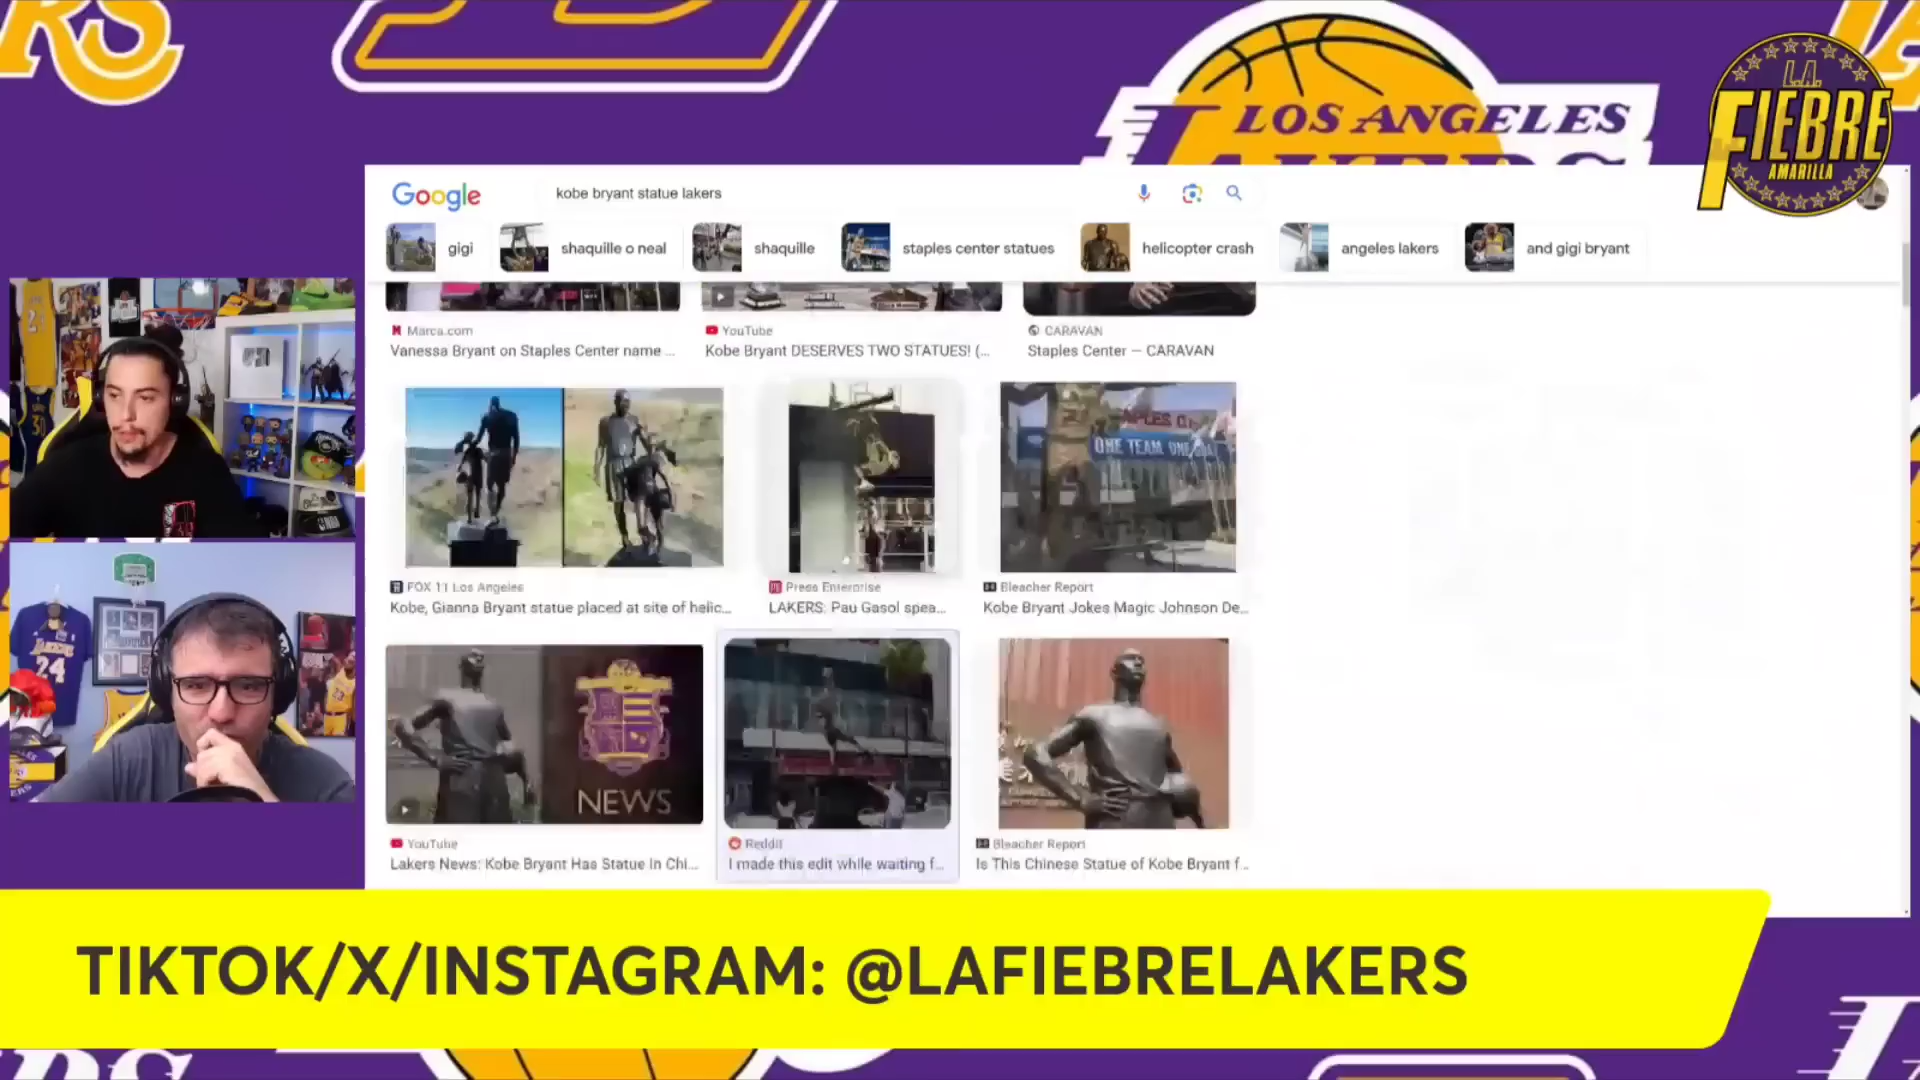 LOS ANGELES
L.A.
FIEBRE
AMARILLA
Google
kobe bryant statue lakers
gigi
shaquille o neal
shaquille
staples center statues
helicopter crash
angeles lakers
and gigi bryant
Marca.com
Vanessa Bryant on Staples Center name ...
YouTube
Kobe Bryant DESERVES TWO STATUES! (...
CARAVAN
Staples Center — CARAVAN
ONE TEAM ONE
FOX 11 Los Angeles
Kobe, Gianna Bryant statue placed at site of helic...
Press Enterprise
LAKERS: Pau Gasol spea...
Bleacher Report
Kobe Bryant Jokes Magic Johnson De...
24
NEWS
YouTube
Lakers News: Kobe Bryant Has Statue In Chi...
Reddit
I made this edit while waiting f...
Bleacher Report
Is This Chinese Statue of Kobe Bryant f...
TIKTOK/X/INSTAGRAM: @LAFIEBRELAKERS